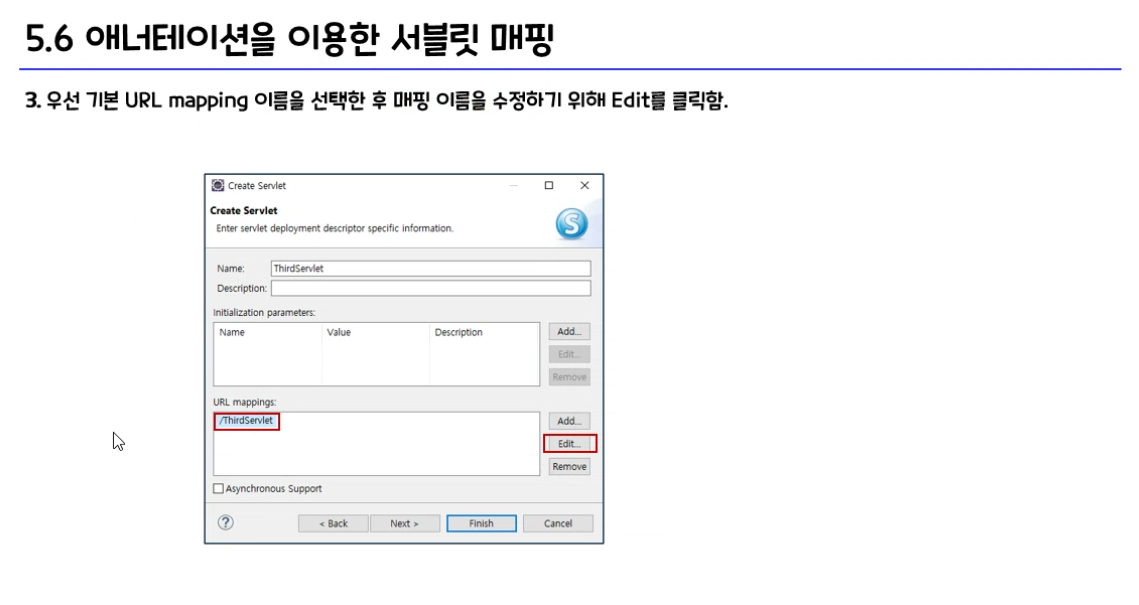 5.6 애너테이션을 이용한 서블릿 매핑
3. 우선 기본 URL mapping 이름을 선택한 후 매핑 이름을 수정하기 위해 Edit를 클릭함.
Create Servlet
Create Servlet
Enter servlet deployment descriptor specific information.
S
Name: ThirdServlet
Description:
Initialization parameters:
Name Value Description Add...
Edit...
Remove
URL mappings:
/ThirdServlet Add...
Edit...
Remove
Asynchronous Support
? < Back Next > Finish Cancel